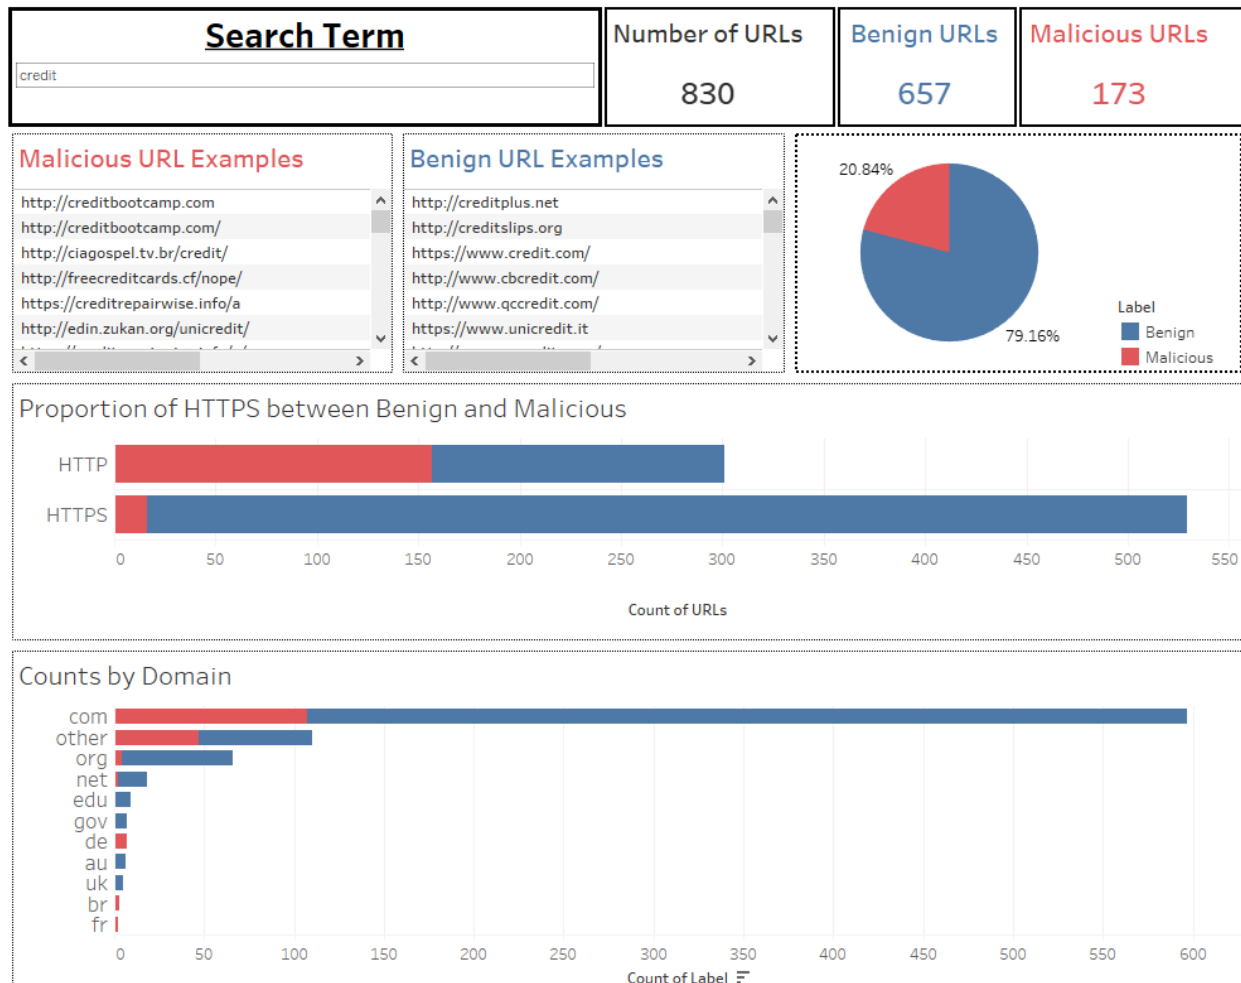 Search Term
credit
Number of URLs
830
Benign URLs
657
Malicious URLs
173
Malicious URL Examples
http://creditbootcamp.com
http://creditbootcamp.com/
http://ciagospel.tv.br/credit/
http://freecreditcards.cf/nope/
https://creditrepairwise.info/a
http://edin.zukan.org/unicredit/
Benign URL Examples
http://creditplus.net
http://creditslips.org
https://www.credit.com/
http://www.cbcredit.com/
http://www.qccredit.com/
https://www.unicredit.it
20.84%
79.16%
Label
Benign
Malicious
Proportion of HTTPS between Benign and Malicious
HTTP
HTTPS
0 50 100 150 200 250 300 350 400 450 500 550
Count of URLs
Counts by Domain
com
other
org
net
edu
gov
de
au
uk
br
fr
0 50 100 150 200 250 300 350 400 450 500 550 600
Count of Label